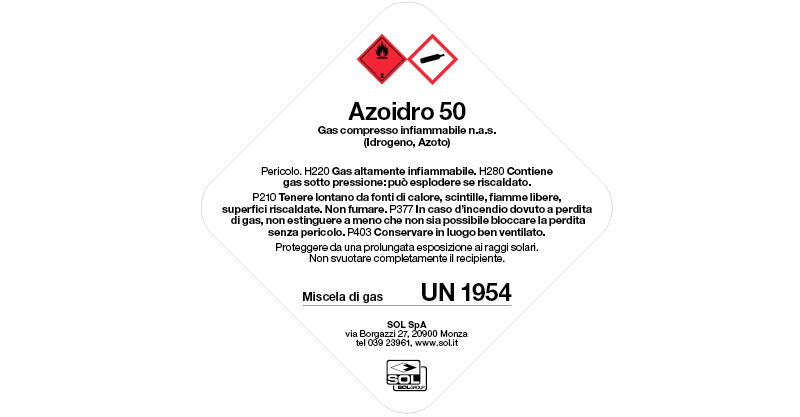 2
Azoidro 50
Gas compresso infiammabile n.a.s.
(Idrogeno, Azoto)
Pericolo. H220 Gas altamente infiammabile. H280 Contiene
gas sotto pressione: può esplodere se riscaldato.
P210 Tenere lontano da fonti di calore, scintille, fiamme libere,
superfici riscaldate. Non fumare. P377 In caso d'incendio dovuto a perdita
di gas, non estinguere a meno che non sia possibile bloccare la perdita
senza pericolo. P403 Conservare in luogo ben ventilato.
Proteggere da una prolungata esposizione ai raggi solari.
Non svuotare completamente il recipiente.
Miscela di gas UN 1954
SOL SpA
via Borgazzi 27, 20900 Monza
tel 039 23961, www.sol.it
SOL
SOLGROUP